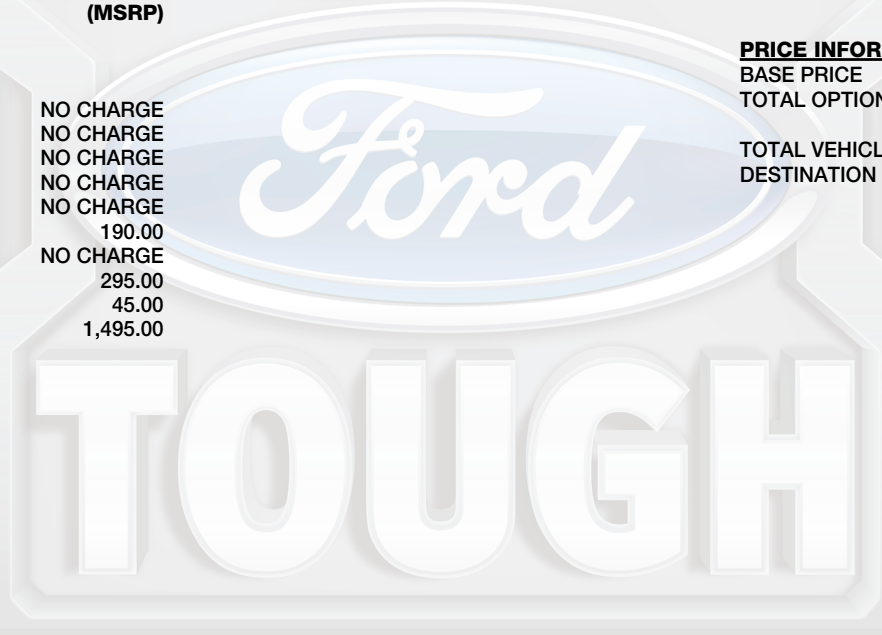 (MSRP)
NO CHARGE
NO CHARGE
NO CHARGE
NO CHARGE
NO CHARGE
190.00
NO CHARGE
295.00
45.00
1,495.00
PRICE INFOR
BASE PRICE
TOTAL OPTION
TOTAL VEHICL
DESTINATION
Ford
TOUGH